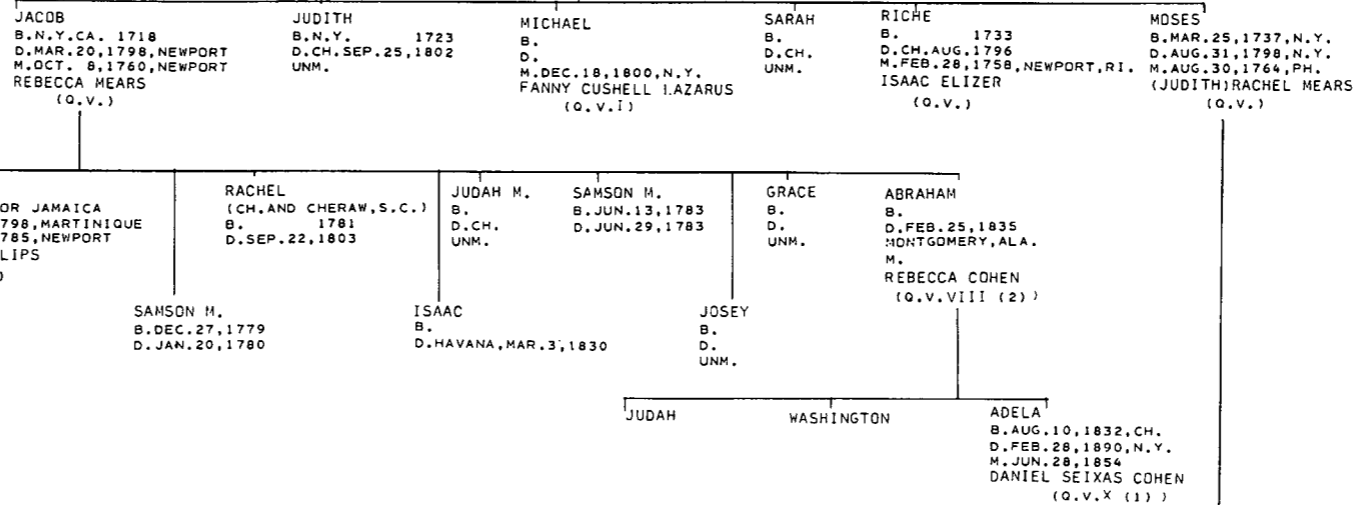 JACOB
B.N.Y.CA. 1718
D.MAR.20,1798,NEWPORT
M.OCT. 8,1760,NEWPORT
REBECCA MEARS
(Q.V.)
JUDITH
B.N.Y. 1723
D.CH.SEP.25,1802
UNM.
MICHAEL
B.
D.
M.DEC.18,1800,N.Y.
FANNY CUSHELL LAZARUS
(Q.V.I)
SARAH
B.
D.CH.
UNM.
RICHE
B. 1733
D.CH.AUG.1796
M.FEB.28,1758,NEWPORT,RI.
ISAAC ELIZER
(Q.V.)
MOSES
B.MAR.25,1737,N.Y.
D.AUG.31,1798,N.Y.
M.AUG.30,1764,PH.
(JUDITH)RACHEL MEARS
(Q.V.)
OR JAMAICA
798,MARTINIQUE
785,NEWPORT
LIPS
)
RACHEL
(CH.AND CHERAW,S.C.)
B. 1781
D.SEP.22,1803
JUDAH M.
B.
D.CH.
UNM.
SAMSON M.
B.JUN.13,1783
D.JUN.29,1783
GRACE
B.
D.
UNM.
ABRAHAM
B.
D.FEB.25,1835
MONTGOMERY,ALA.
M.
REBECCA COHEN
(Q.V.VIII (2))
SAMSON M.
B.DEC.27,1779
D.JAN.20,1780
ISAAC
B.
D.HAVANA,MAR.3,1830
JOSEY
B.
D.
UNM.
JUDAH
WASHINGTON
ADELA
B.AUG.10,1832,CH.
D.FEB.28,1890,N.Y.
M.JUN.28,1854
DANIEL SEIXAS COHEN
(Q.V.X (1))